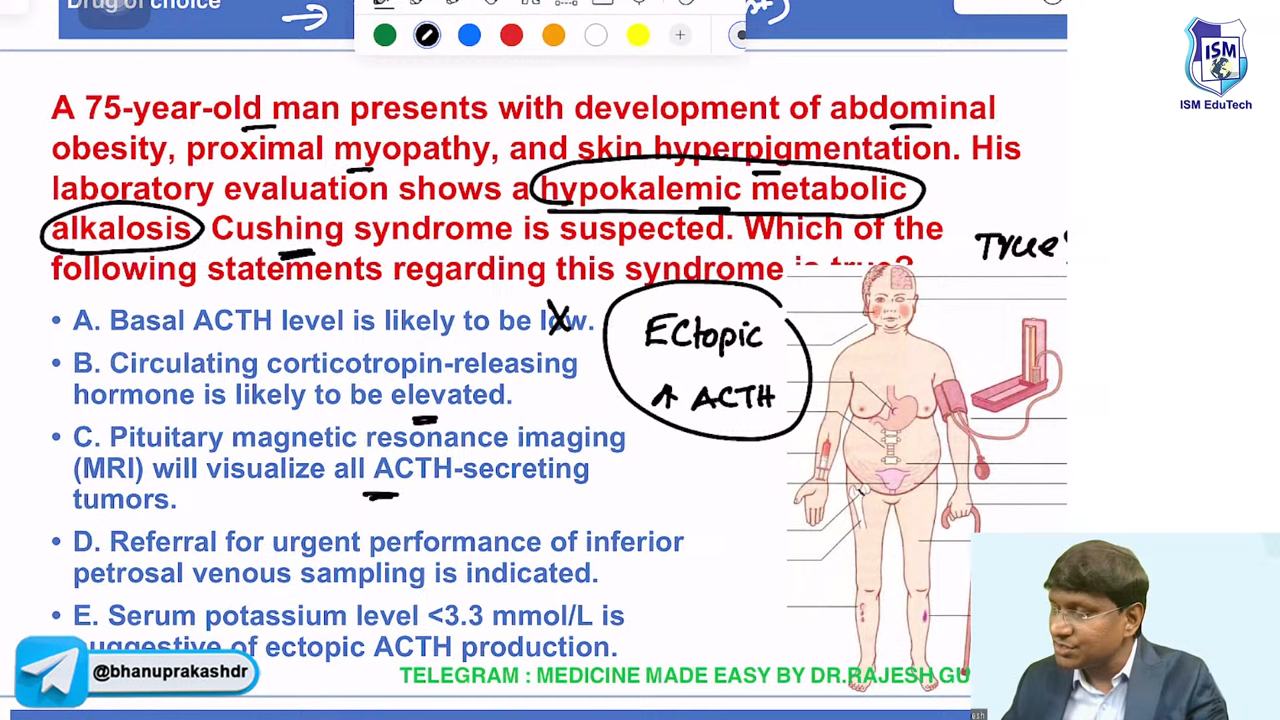 Drug of choice
ISM
ISM EduTech
A 75-year-old man presents with development of abdominal
obesity, proximal myopathy, and skin hyperpigmentation. His
laboratory evaluation shows a hypokalemic metabolic
alkalosis. Cushing syndrome is suspected. Which of the
following statements regarding this syndrome is true?
True
• A. Basal ACTH level is likely to be low.
• B. Circulating corticotropin-releasing
hormone is likely to be elevated.
• C. Pituitary magnetic resonance imaging
(MRI) will visualize all ACTH-secreting
tumors.
• D. Referral for urgent performance of inferior
petrosal venous sampling is indicated.
• E. Serum potassium level <3.3 mmol/L is
suggestive of ectopic ACTH production.
ECtopic
↑ ACTH
@bhanuprakashdr
TELEGRAM : MEDICINE MADE EASY BY DR.RAJESH GU